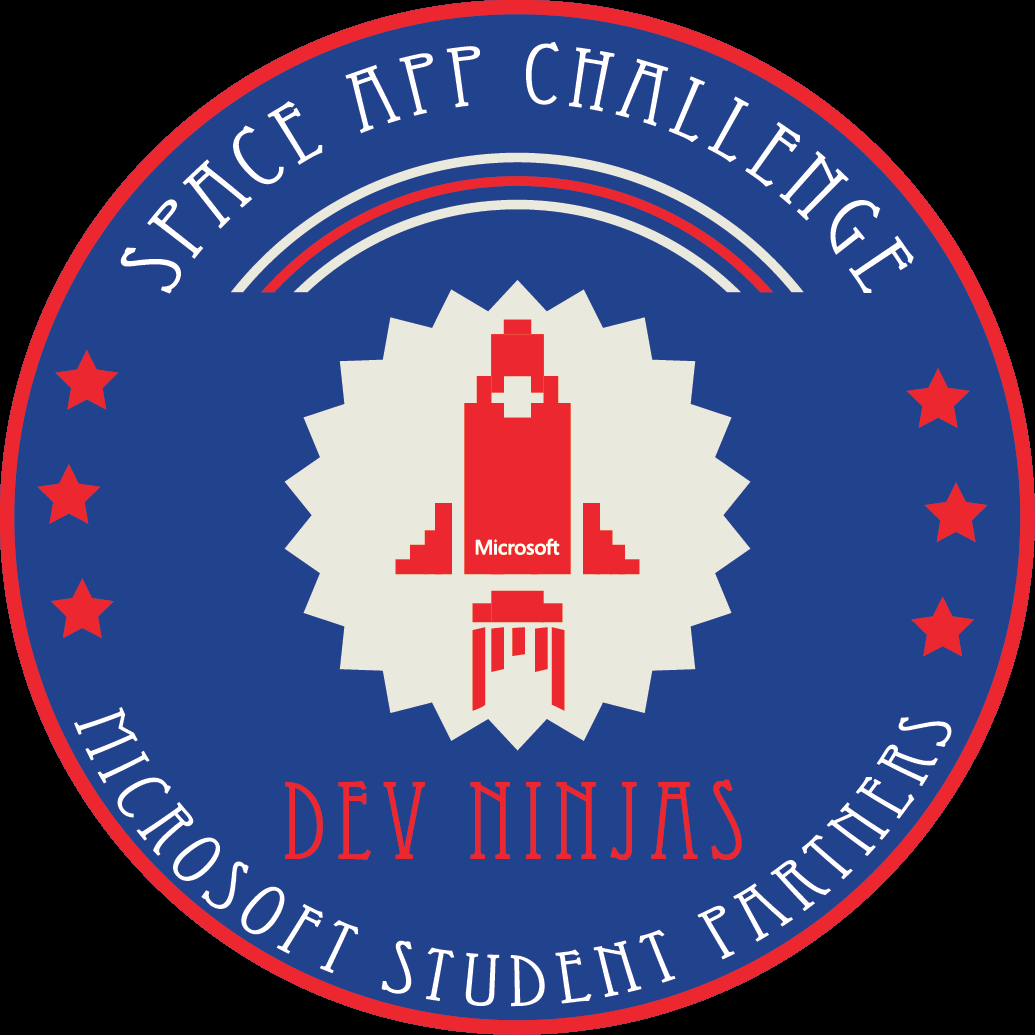 SPACE APP CHALLENGE
Microsoft
DEV NINJAS
MICROSOFT STUDENT PARTNERS